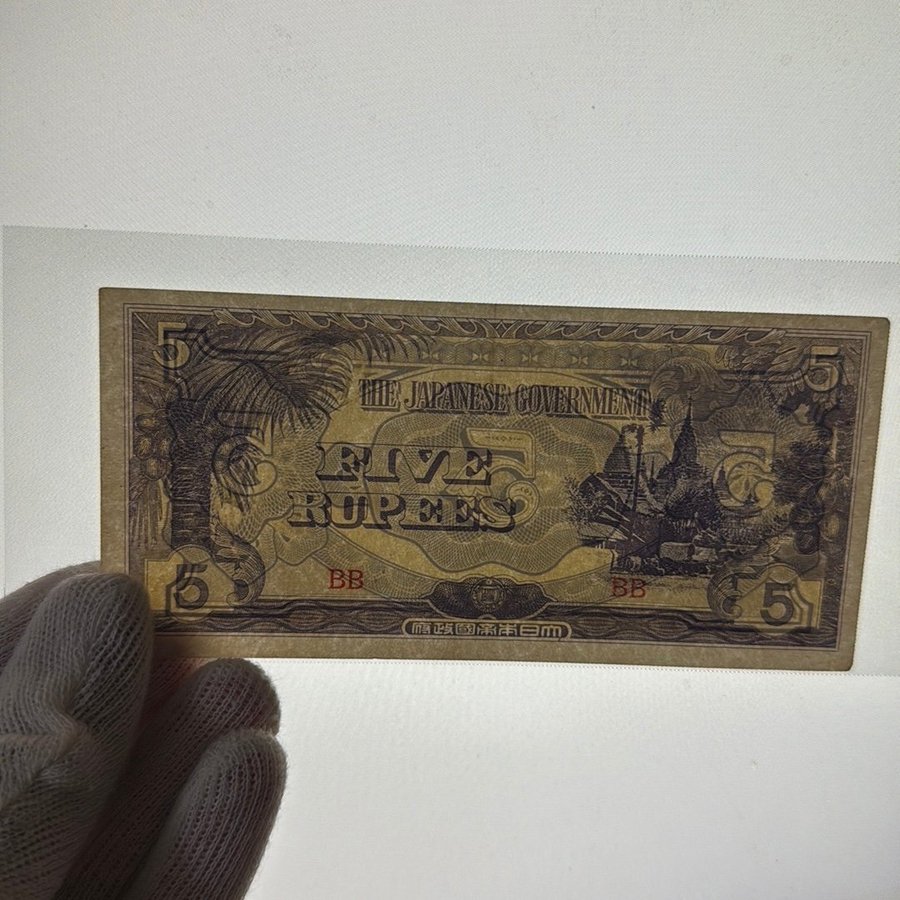 5
5
THE JAPANESE GOVERNMENT
FIVE
RUPEES
BB
BB
5
5
大日本帝國政府